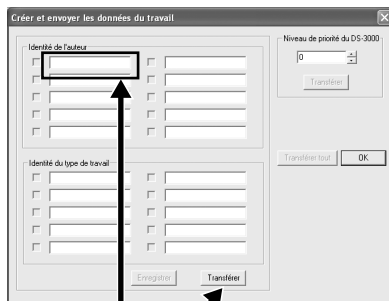 Créer et envoyer les données du travail
Identité de l'auteur
Niveau de priorité du DS-3000
0
Transférer
Identité du type de travail
Transférer tout
OK
Enregistrer
Transférer